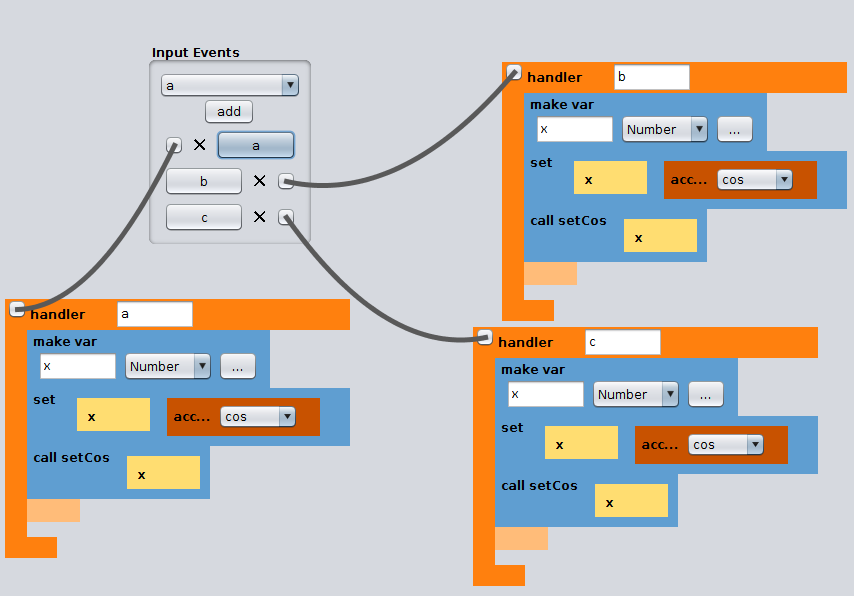 Input Events
a
add
a
b
c
handler b
make var
x Number ...
set x acc... cos
call setCos x
handler a
make var
x Number ...
set x acc... cos
call setCos x
handler c
make var
x Number ...
set x acc... cos
call setCos x